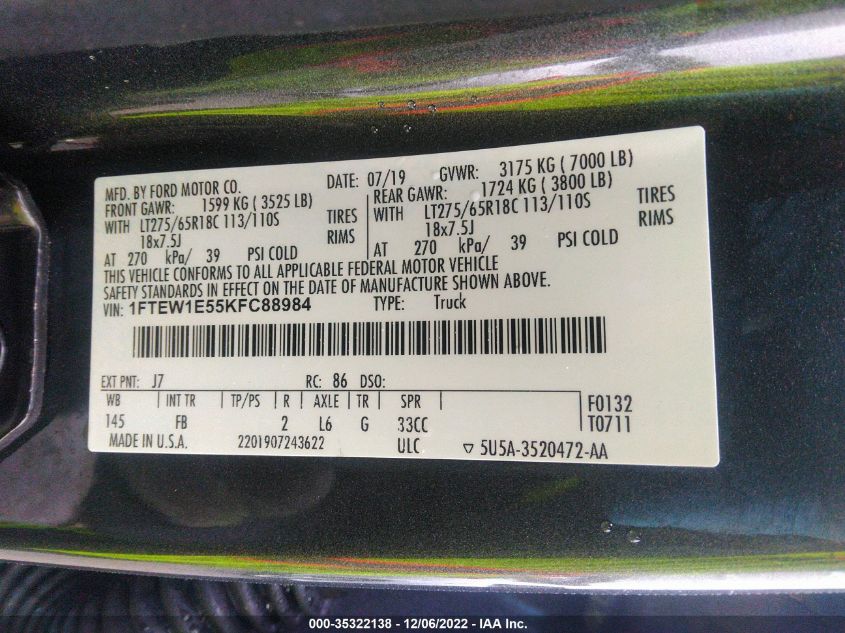 MFD. BY FORD MOTOR CO. DATE: 07/19 GVWR: 3175 KG ( 7000 LB)
FRONT GAWR: 1599 KG ( 3525 LB) REAR GAWR: 1724 KG ( 3800 LB)
WITH LT275/65R18C 113/110S TIRES WITH LT275/65R18C 113/110S TIRES
18x7.5J RIMS 18x7.5J RIMS
AT 270 kPa/ 39 PSI COLD AT 270 kPa/ 39 PSI COLD
THIS VEHICLE CONFORMS TO ALL APPLICABLE FEDERAL MOTOR VEHICLE
SAFETY STANDARDS IN EFFECT ON THE DATE OF MANUFACTURE SHOWN ABOVE.
VIN: 1FTEW1E55KFC88984 TYPE: Truck
EXT PNT: J7 RC: 86 DSO:
WB INT TR TP/PS R AXLE TR SPR F0132
145 FB 2 L6 G 33CC T0711
MADE IN U.S.A. 2201907243622 ULC ▽ 5U5A-3520472-AA
000-35322138 - 12/06/2022 - IAA Inc.